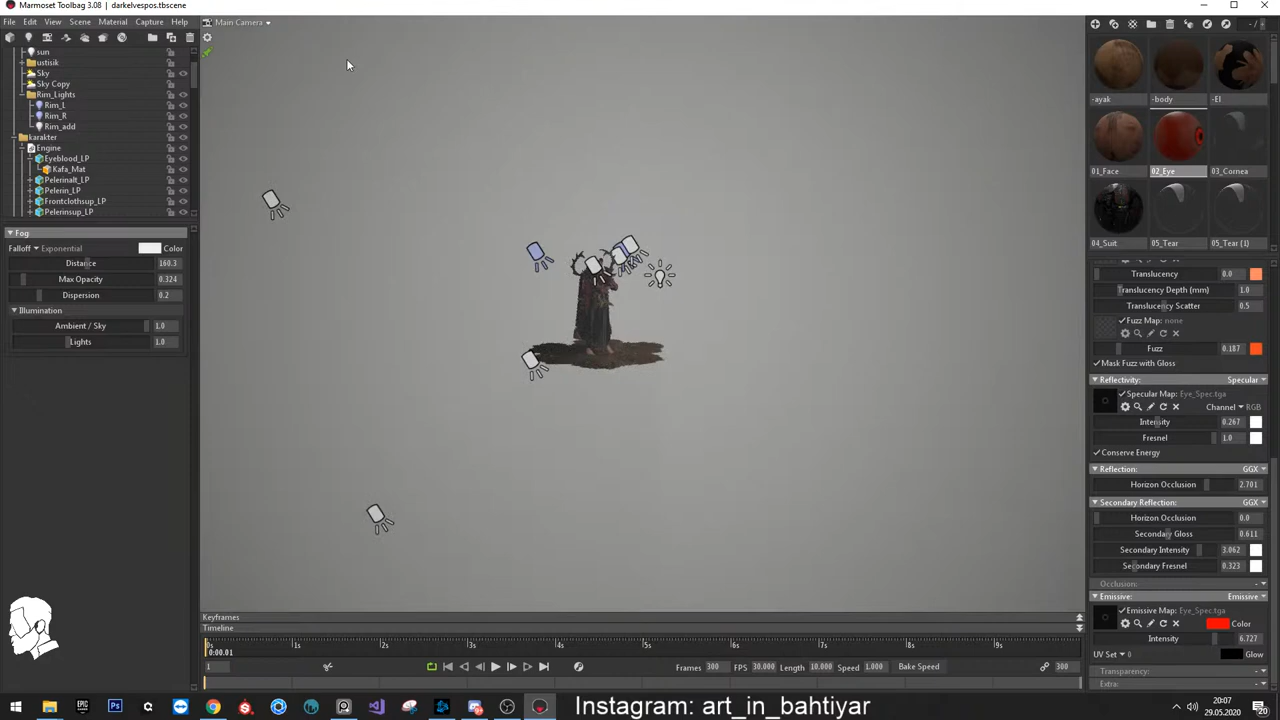 Marmoset Toolbag 3.08 | darkelvespos.tbscene
File Edit View Scene Material Capture Help
Main Camera
sun
ustisik
Sky
Sky Copy
Rim_Lights
Rim_L
Rim_R
Rim_add
karakter
Engine
Eyeblood_LP
Kafa_Mat
Pelerinalt_LP
Pelerin_LP
Frontclothsup_LP
Pelerinsup_LP
Fog
Falloff Exponential Color
Distance 160.3
Max Opacity 0.324
Dispersion 0.2
Illumination
Ambient / Sky 1.0
Lights 1.0
-ayak -body -El
01_Face 02_Eye 03_Cornea
04_Suit 05_Tear 05_Tear (1)
Translucency 0.0
Translucency Depth (mm) 1.0
Translucency Scatter 0.5
Fuzz Map: none
Fuzz 0.187
Mask Fuzz with Gloss
Reflectivity: Specular
Specular Map: Eye_Spec.tga
Channel RGB
Intensity 0.267
Fresnel 1.0
Conserve Energy
Reflection: GGX
Horizon Occlusion 2.701
Secondary Reflection: GGX
Horizon Occlusion 0.0
Secondary Gloss 0.611
Secondary Intensity 3.062
Secondary Fresnel 0.323
Occlusion:
Emissive: Emissive
Emissive Map: Eye_Spec.tga
Color
Intensity 6.727
UV Set 0 Glow
Transparency:
Extra:
Keyframes
Timeline
0s 1s 2s 3s 4s 5s 6s 7s 8s 9s
0:00.01
1 Frames 300 FPS 30.000 Length 10.000 Speed 1.000 Bake Speed 300
Instagram: art_in_bahtiyar
20:07
29.05.2020
20